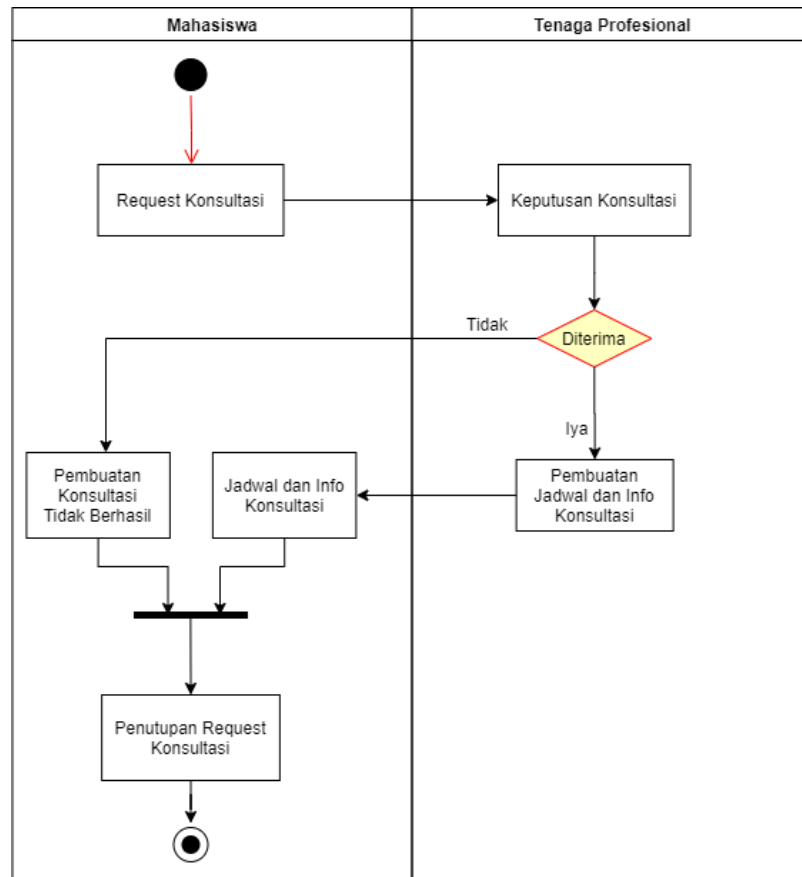 Mahasiswa
Tenaga Profesional
Request Konsultasi
Keputusan Konsultasi
Tidak
Diterima
Iya
Pembuatan
Konsultasi
Tidak Berhasil
Jadwal dan Info
Konsultasi
Pembuatan
Jadwal dan Info
Konsultasi
Penutupan Request
Konsultasi